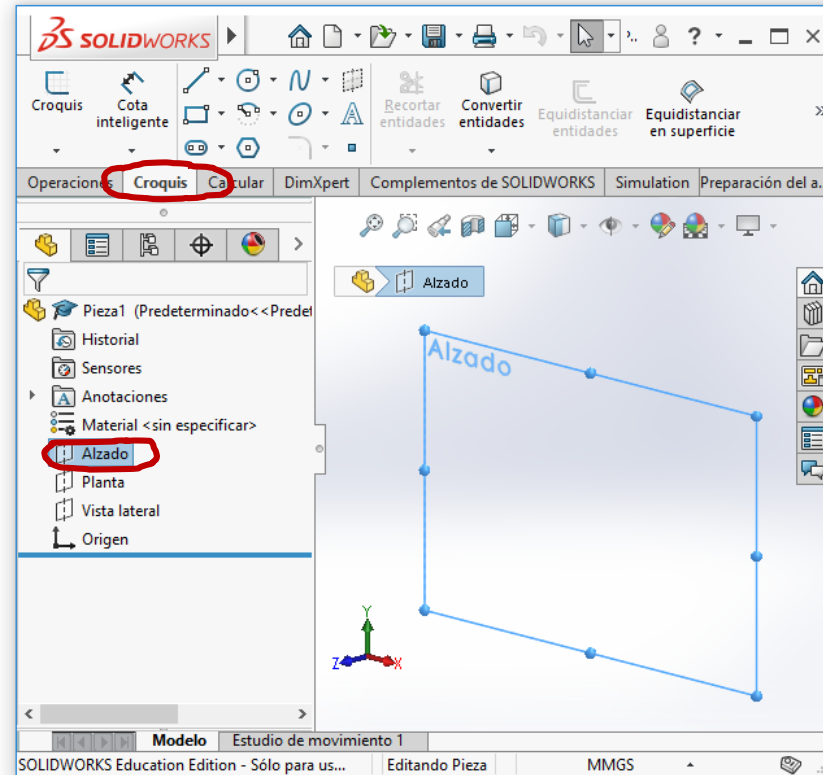 SOLIDWORKS
Croquis
Cota inteligente
Recortar entidades
Convertir entidades
Equidistanciar entidades
Equidistanciar en superficie
Operaciones Croquis Calcular DimXpert Complementos de SOLIDWORKS Simulation Preparación del a...
Alzado
Alzado
Pieza1 (Predeterminado<<Predet
Historial
Sensores
Anotaciones
Material <sin especificar>
Alzado
Planta
Vista lateral
Origen
Y
Z X
Modelo Estudio de movimiento 1
SOLIDWORKS Education Edition - Sólo para us... Editando Pieza MMGS